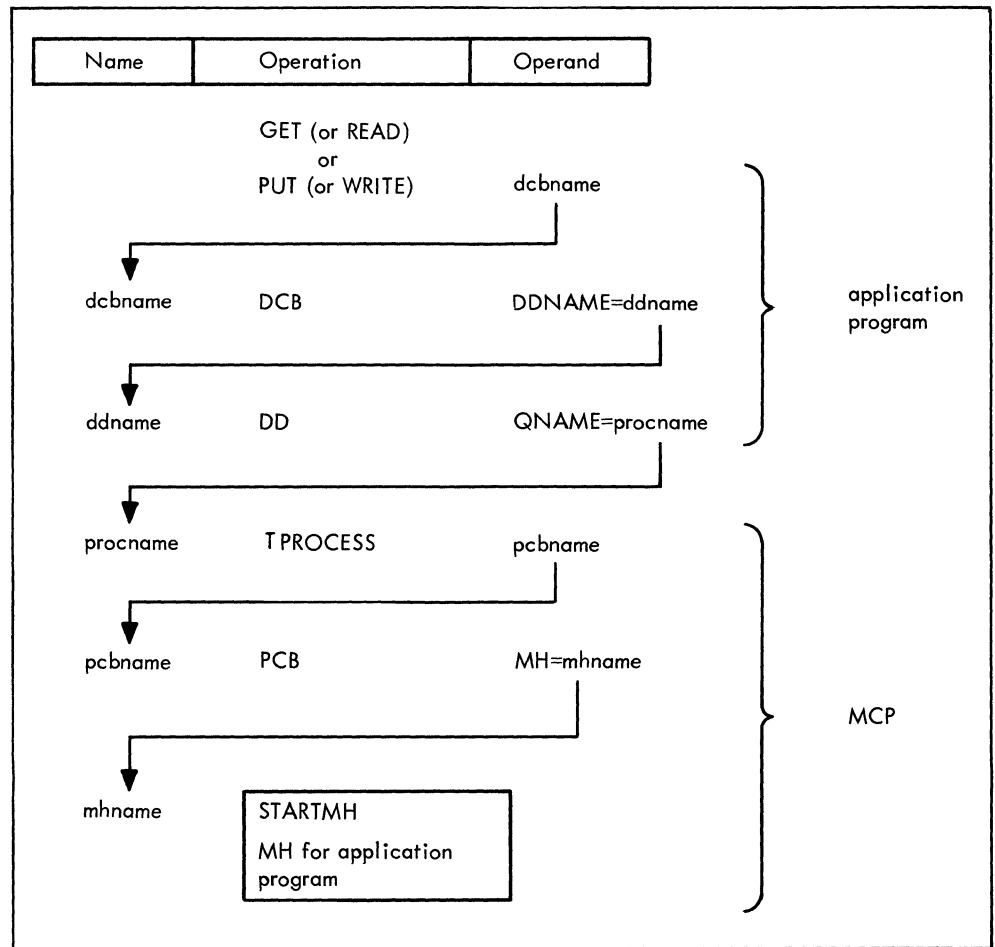 Name Operation Operand
GET (or READ)
or
PUT (or WRITE) dcbname
dcbname DCB DDNAME=ddname
application
program
ddname DD QNAME=procname
procname TPROCESS pcbname
pcbname PCB MH=mhname
MCP
mhname STARTMH
MH for application
program